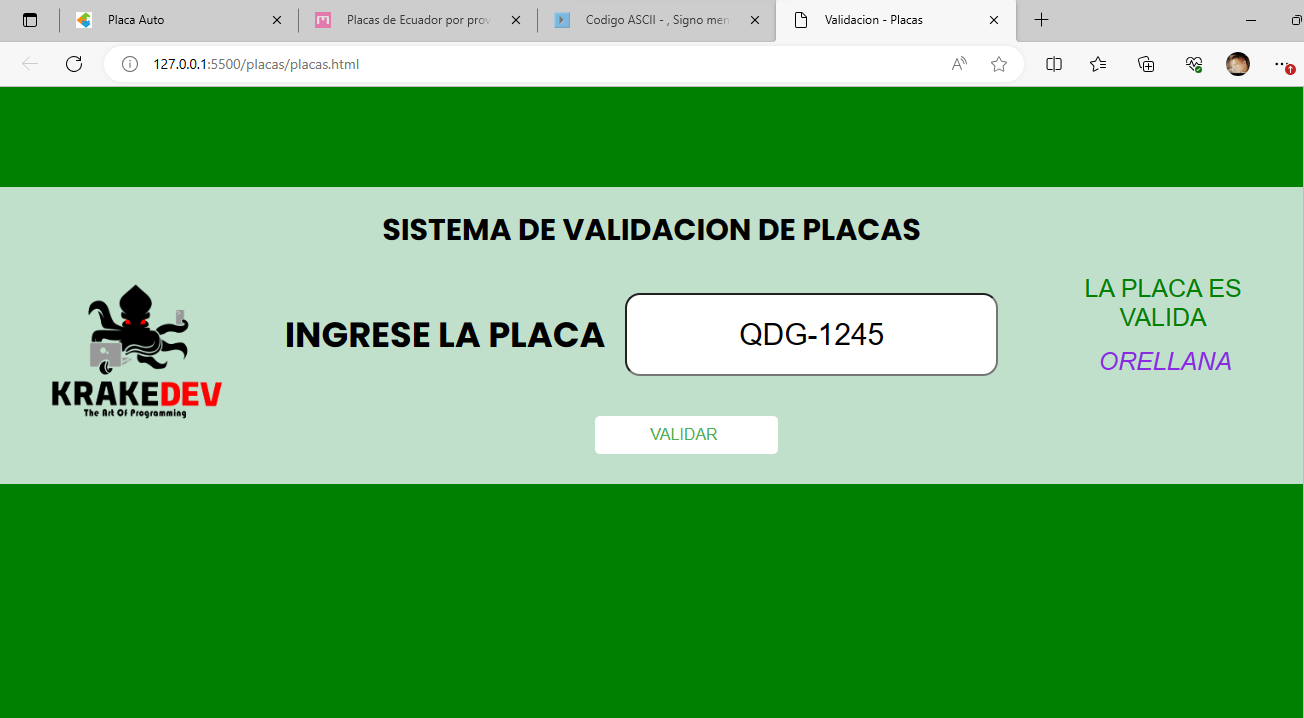 Placa Auto
Placas de Ecuador por prov
Codigo ASCII - , Signo men
Validacion - Placas
127.0.0.1:5500/placas/placas.html
SISTEMA DE VALIDACION DE PLACAS
INGRESE LA PLACA
QDG-1245
LA PLACA ES
VALIDA
ORELLANA
KRAKEDEV
The Art Of Programming
VALIDAR